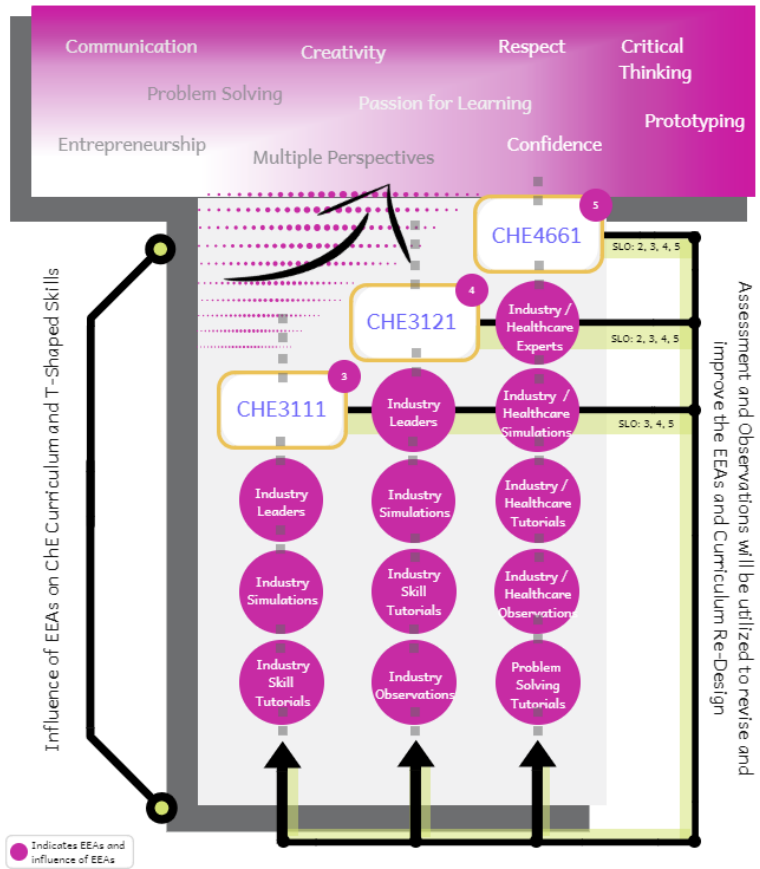 Communication
Creativity
Respect
Critical
Thinking
Problem Solving
Passion for Learning
Prototyping
Entrepreneurship
Multiple Perspectives
Confidence
5
CHE4661
SLO: 2, 3, 4, 5
4
CHE3121
Industry /
Healthcare
Experts
SLO: 2, 3, 4, 5
3
CHE3111
Industry
Leaders
Industry /
Healthcare
Simulations
SLO: 3, 4, 5
Industry
Leaders
Industry
Simulations
Industry /
Healthcare
Tutorials
Industry
Simulations
Industry
Skill
Tutorials
Industry /
Healthcare
Observations
Industry
Skill
Tutorials
Industry
Observations
Problem
Solving
Tutorials
Influence of EEAs on ChE Curriculum and T-Shaped Skills
Assessment and Observations will be utilized to revise and
improve the EEAs and Curriculum Re-Design
Indicates EEAs and
influence of EEAs